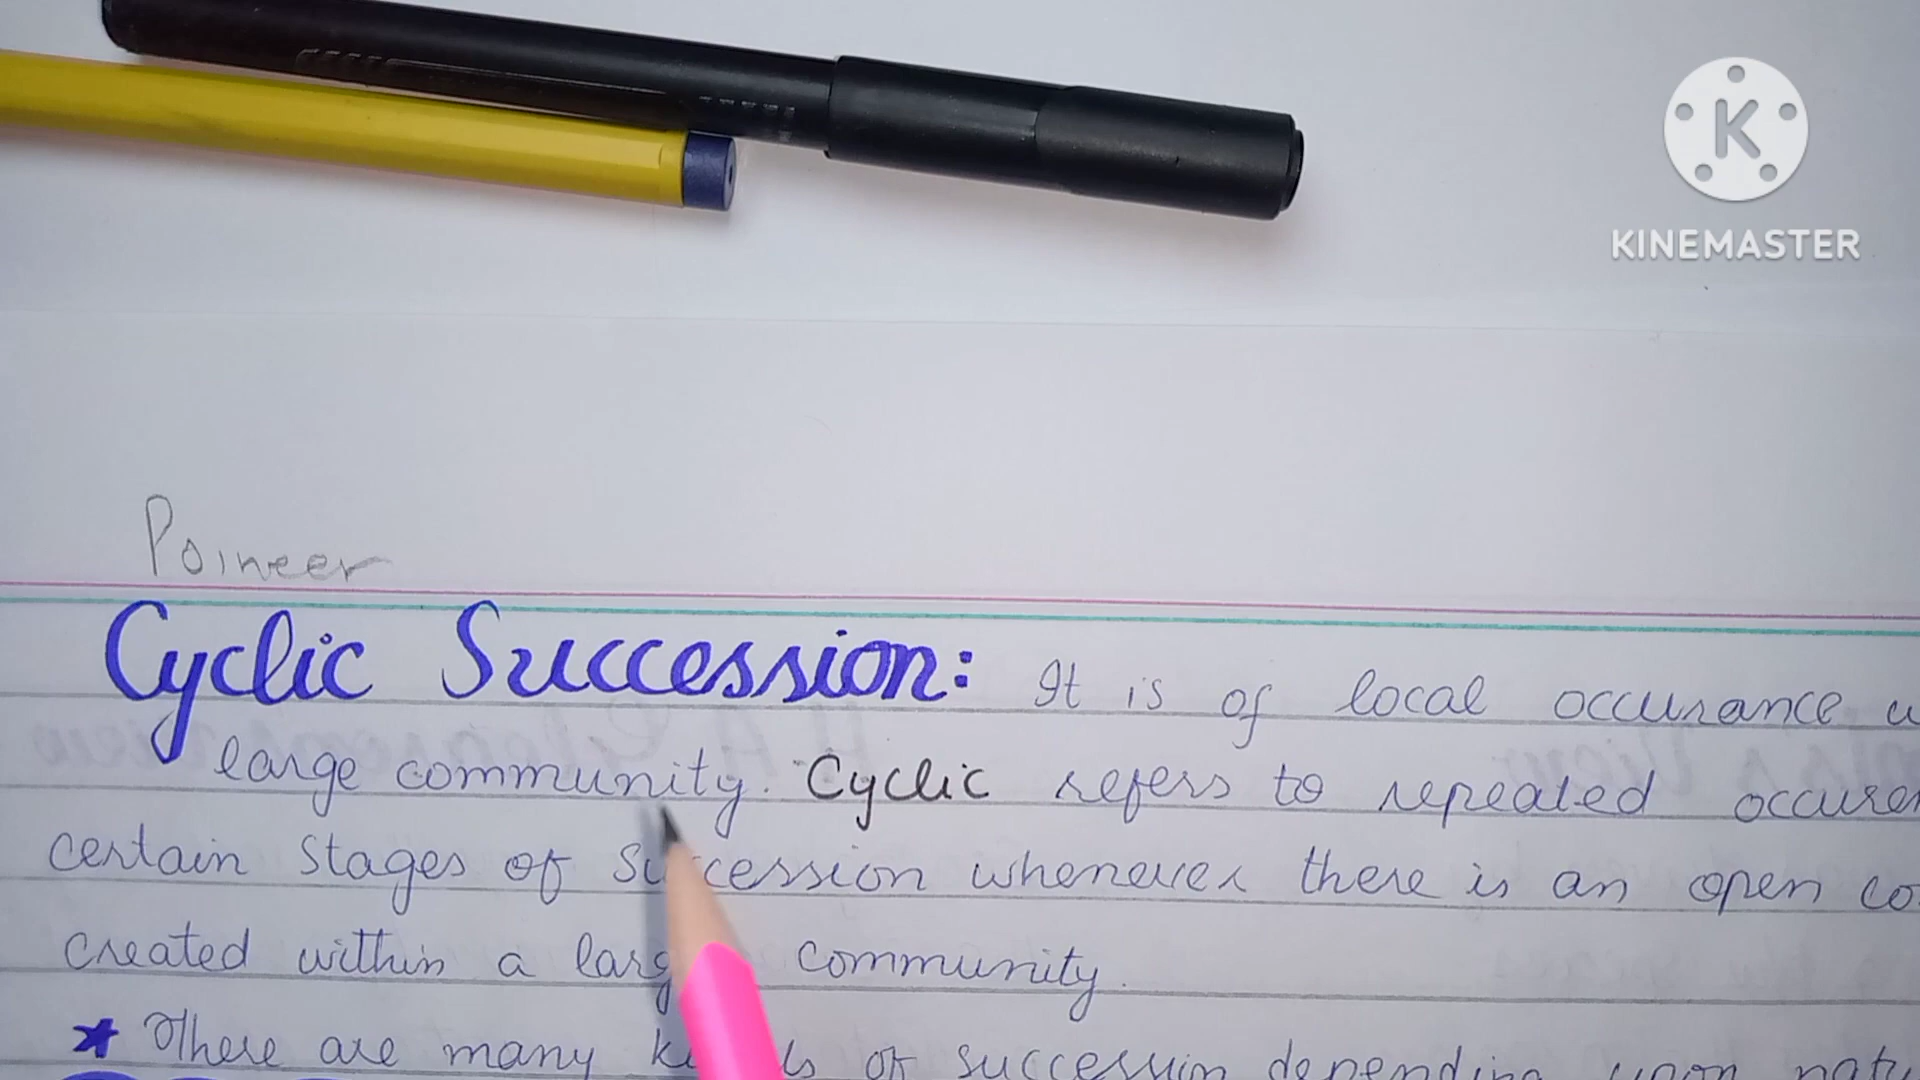 K
KINEMASTER
Poineer
Cyclic Succession: It is of local occurance
large community. Cyclic refers to repeated
certain stages of succession whenever there is an open
created within a community.
There are many of succession depending upon